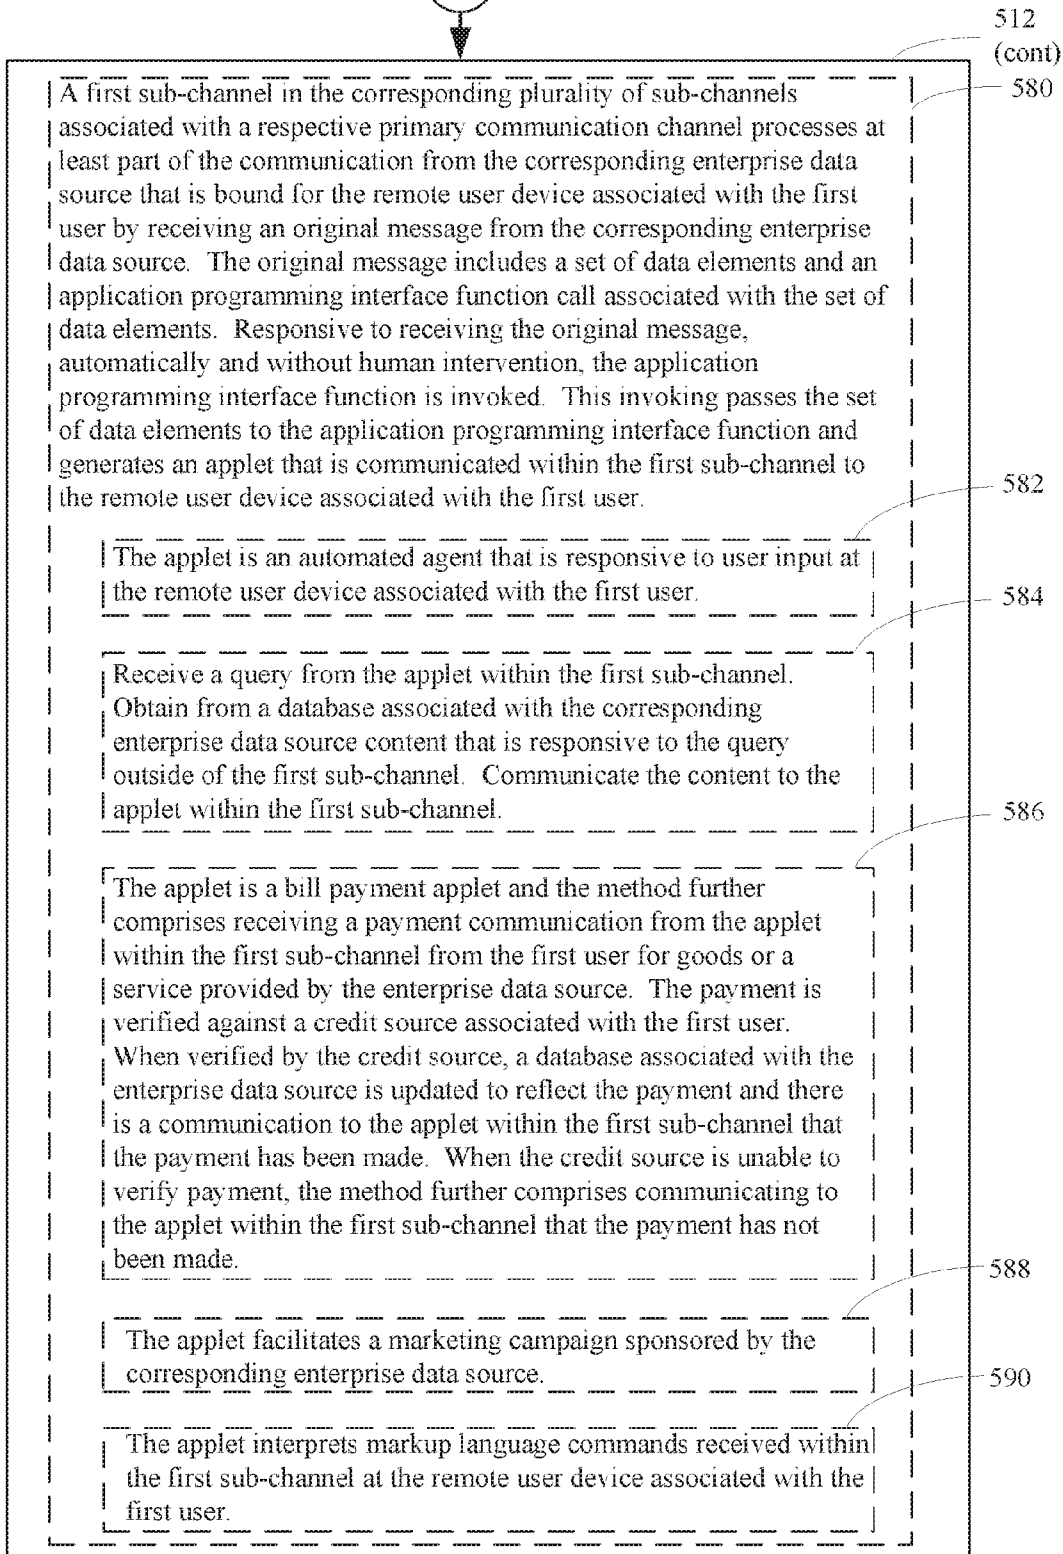 512
(cont)
580
A first sub-channel in the corresponding plurality of sub-channels
associated with a respective primary communication channel processes at
least part of the communication from the corresponding enterprise data
source that is bound for the remote user device associated with the first
user by receiving an original message from the corresponding enterprise
data source.  The original message includes a set of data elements and an
application programming interface function call associated with the set of
data elements.  Responsive to receiving the original message,
automatically and without human intervention, the application
programming interface function is invoked.  This invoking passes the set
of data elements to the application programming interface function and
generates an applet that is communicated within the first sub-channel to
the remote user device associated with the first user.
582
The applet is an automated agent that is responsive to user input at
the remote user device associated with the first user.
584
Receive a query from the applet within the first sub-channel.
Obtain from a database associated with the corresponding
enterprise data source content that is responsive to the query
outside of the first sub-channel.  Communicate the content to the
applet within the first sub-channel.
586
The applet is a bill payment applet and the method further
comprises receiving a payment communication from the applet
within the first sub-channel from the first user for goods or a
service provided by the enterprise data source.  The payment is
verified against a credit source associated with the first user.
When verified by the credit source, a database associated with the
enterprise data source is updated to reflect the payment and there
is a communication to the applet within the first sub-channel that
the payment has been made.  When the credit source is unable to
verify payment, the method further comprises communicating to
the applet within the first sub-channel that the payment has not
been made.
588
The applet facilitates a marketing campaign sponsored by the
corresponding enterprise data source.
590
The applet interprets markup language commands received within
the first sub-channel at the remote user device associated with the
first user.